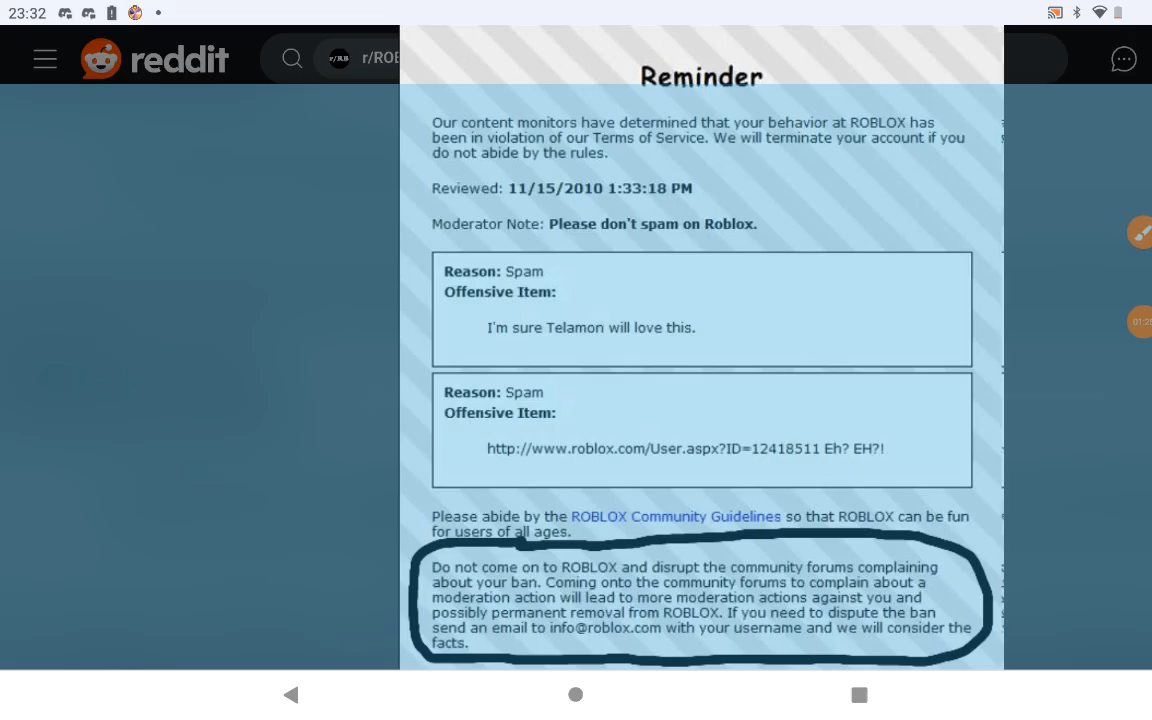 23:32
reddit
r/ROB
Reminder
Our content monitors have determined that your behavior at ROBLOX has
been in violation of our Terms of Service. We will terminate your account if you
do not abide by the rules.
Reviewed: 11/15/2010 1:33:18 PM
Moderator Note: Please don't spam on Roblox.
Reason: Spam
Offensive Item:
I'm sure Telamon will love this.
Reason: Spam
Offensive Item:
http://www.roblox.com/User.aspx?ID=12418511 Eh? EH?!
Please abide by the ROBLOX Community Guidelines so that ROBLOX can be fun
for users of all ages.
Do not come on to ROBLOX and disrupt the community forums complaining
about your ban. Coming onto the community forums to complain about a
moderation action will lead to more moderation actions against you and
possibly permanent removal from ROBLOX. If you need to dispute the ban
send an email to info@roblox.com with your username and we will consider the
facts.